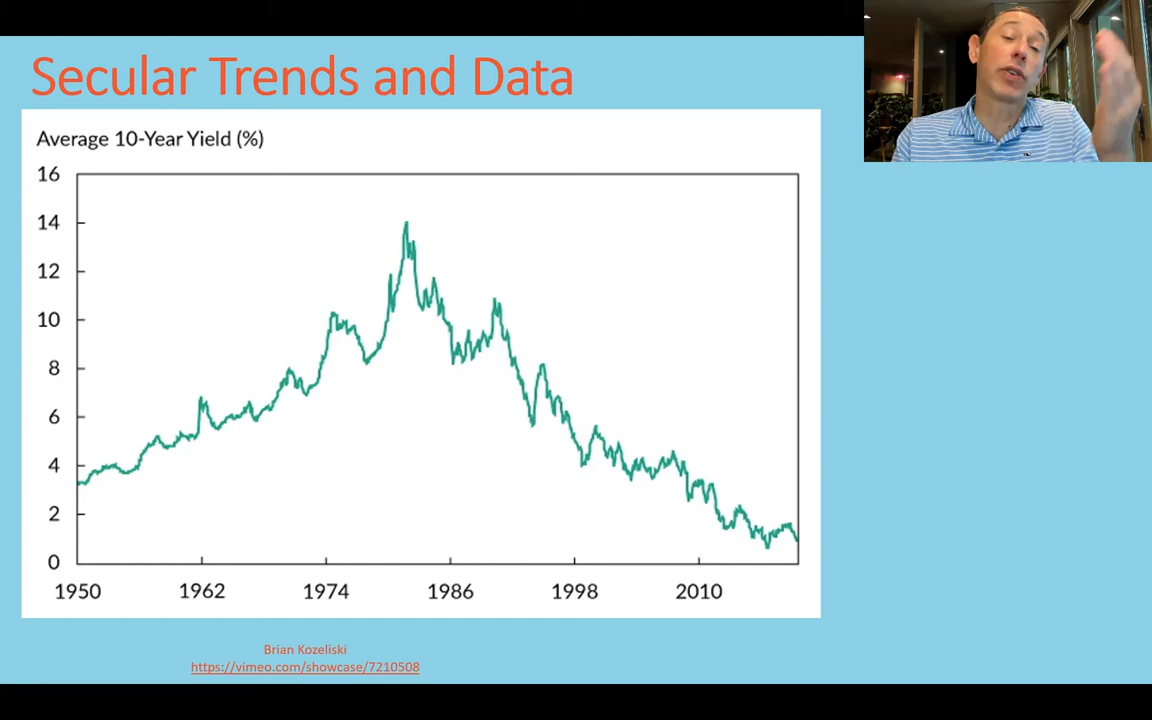 Secular Trends and Data
Average 10-Year Yield (%)
16
14
12
10
8
6
4
2
0
1950 1962 1974 1986 1998 2010
Brian Kozeliski
https://vimeo.com/showcase/7210508